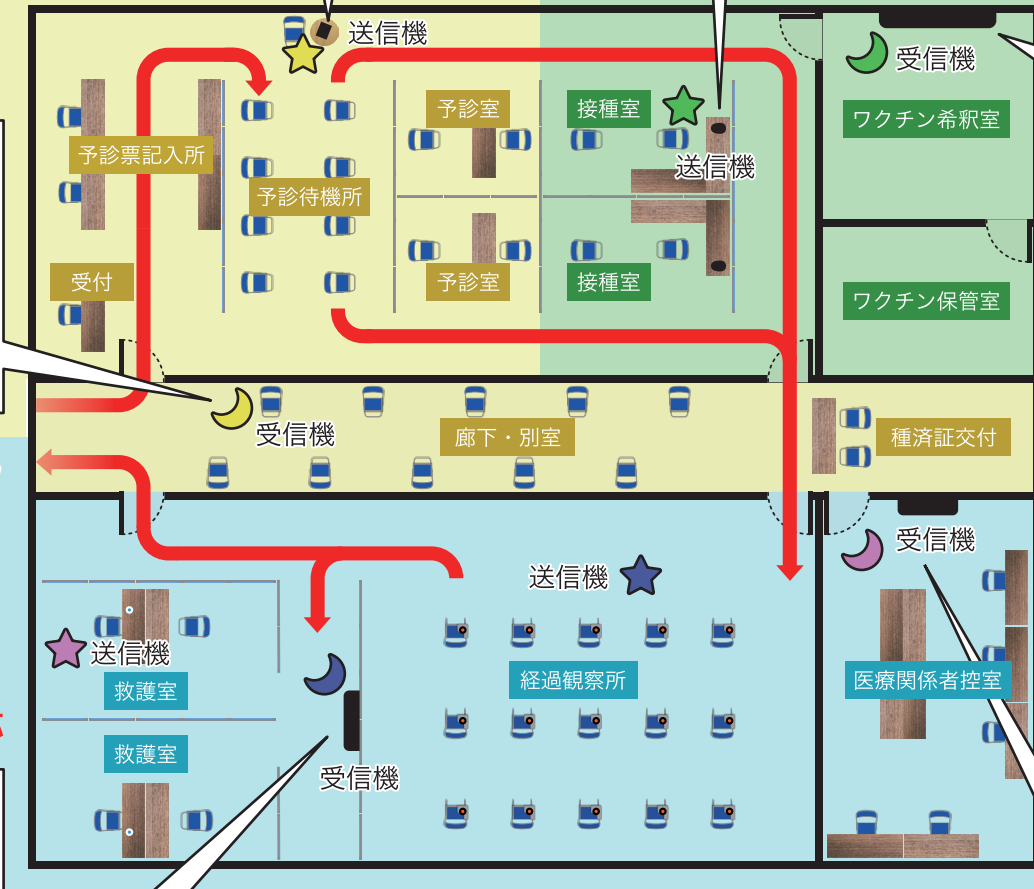 送信機
受信機
予診室
接種室
ワクチン希釈室
予診票記入所
送信機
予診待機所
受付
予診室
接種室
ワクチン保管室
受信機
廊下・別室
種済証交付
受信機
送信機
送信機
救護室
経過観察所
医療関係者控室
救護室
受信機